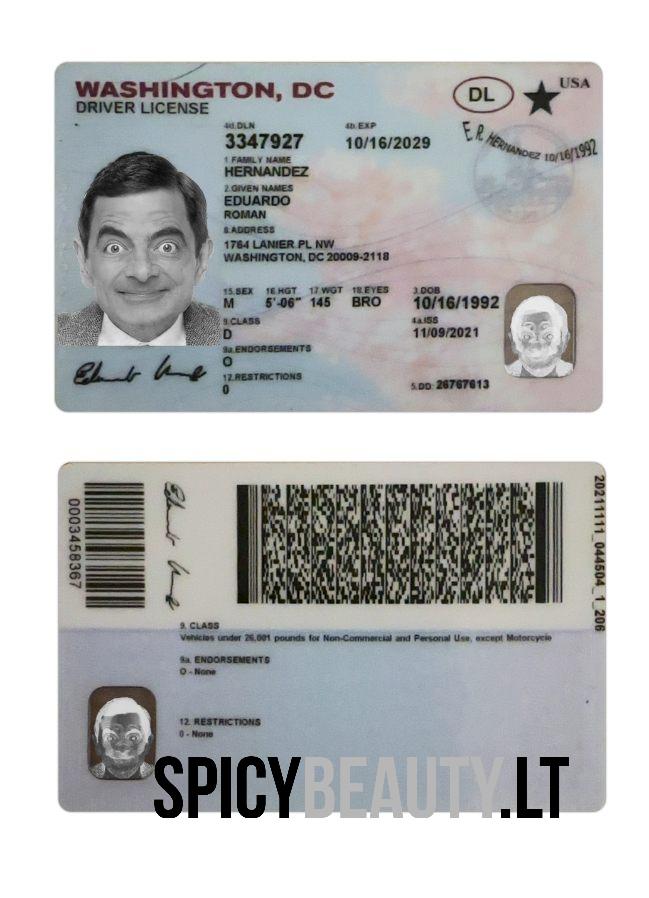 WASHINGTON, DC
DRIVER LICENSE
DL
USA
4d.DLN
3347927
4b.EXP
10/16/2029
1.FAMILY NAME
HERNANDEZ
2.GIVEN NAMES
EDUARDO
ROMAN
8.ADDRESS
1764 LANIER PL NW
WASHINGTON, DC 20009-2118
E. R. HERNANDEZ 10/16/1992
15.SEX 16.HGT 17.WGT 18.EYES 3.DOB
M 5'-06" 145 BRO 10/16/1992
9.CLASS
D
4a.ISS
11/09/2021
9a.ENDORSEMENTS
O
12.RESTRICTIONS
0
5.DD: 26767613
0003458367
20211111_044504_1_206
9. CLASS
Vehicles under 26,001 pounds for Non-Commercial and Personal Use, except Motorcycle
9a. ENDORSEMENTS
O - None
12. RESTRICTIONS
0 - None
SPICYBEAUTY.LT